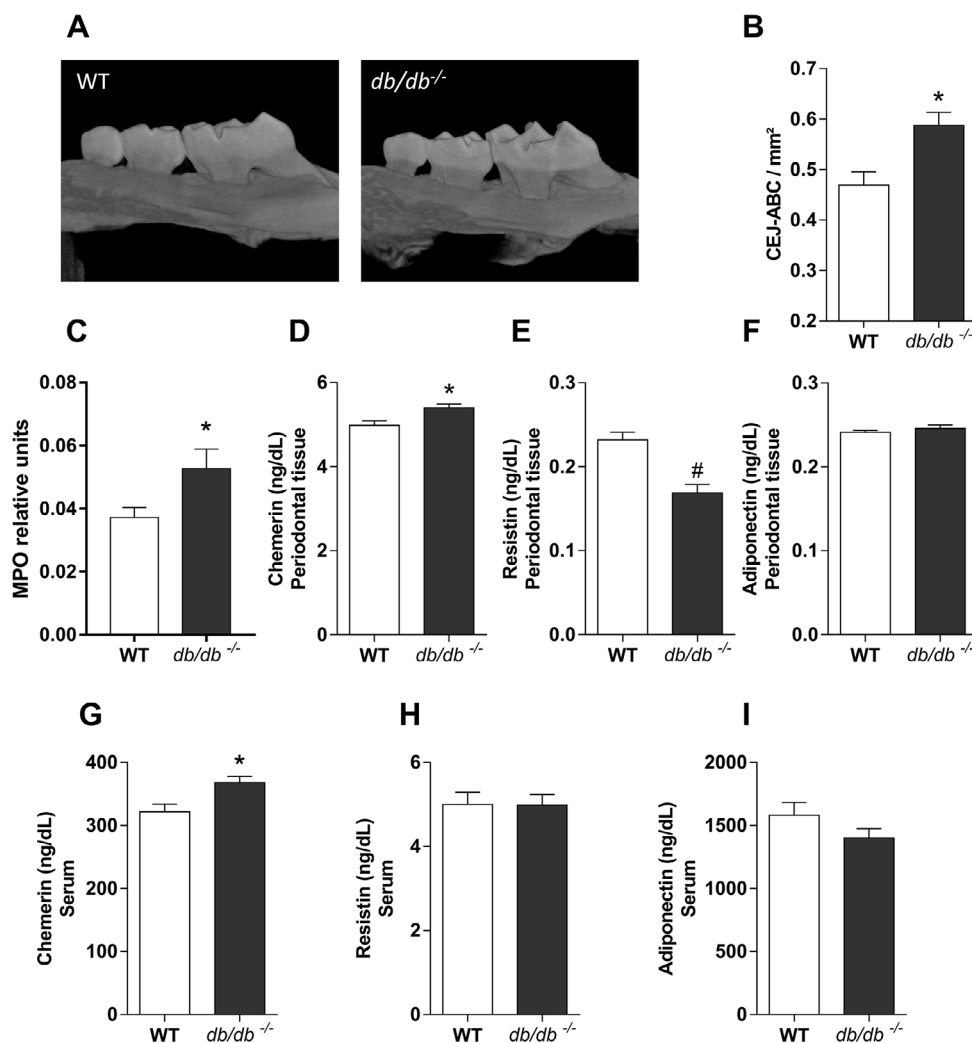 A
WT
db/db-/-
B
CEJ-ABC / mm²
0.7
0.6
0.5
0.4
0.3
0.2
*
WT
db/db -/-
C
MPO relative units
0.08
0.06
0.04
0.02
0.00
*
WT
db/db -/-
D
Chemerin (ng/dL)
Periodontal tissue
6
4
2
0
*
WT
db/db -/-
E
Resistin (ng/dL)
Periodontal tissue
0.3
0.2
0.1
0.0
#
WT
db/db -/-
F
Adiponectin (ng/dL)
Periodontal tissue
0.3
0.2
0.1
0.0
WT
db/db -/-
G
Chemerin (ng/dL)
Serum
400
300
200
100
0
*
WT
db/db -/-
H
Resistin (ng/dL)
Serum
6
4
2
0
WT
db/db -/-
I
Adiponectin (ng/dL)
Serum
2000
1500
1000
500
0
WT
db/db -/-